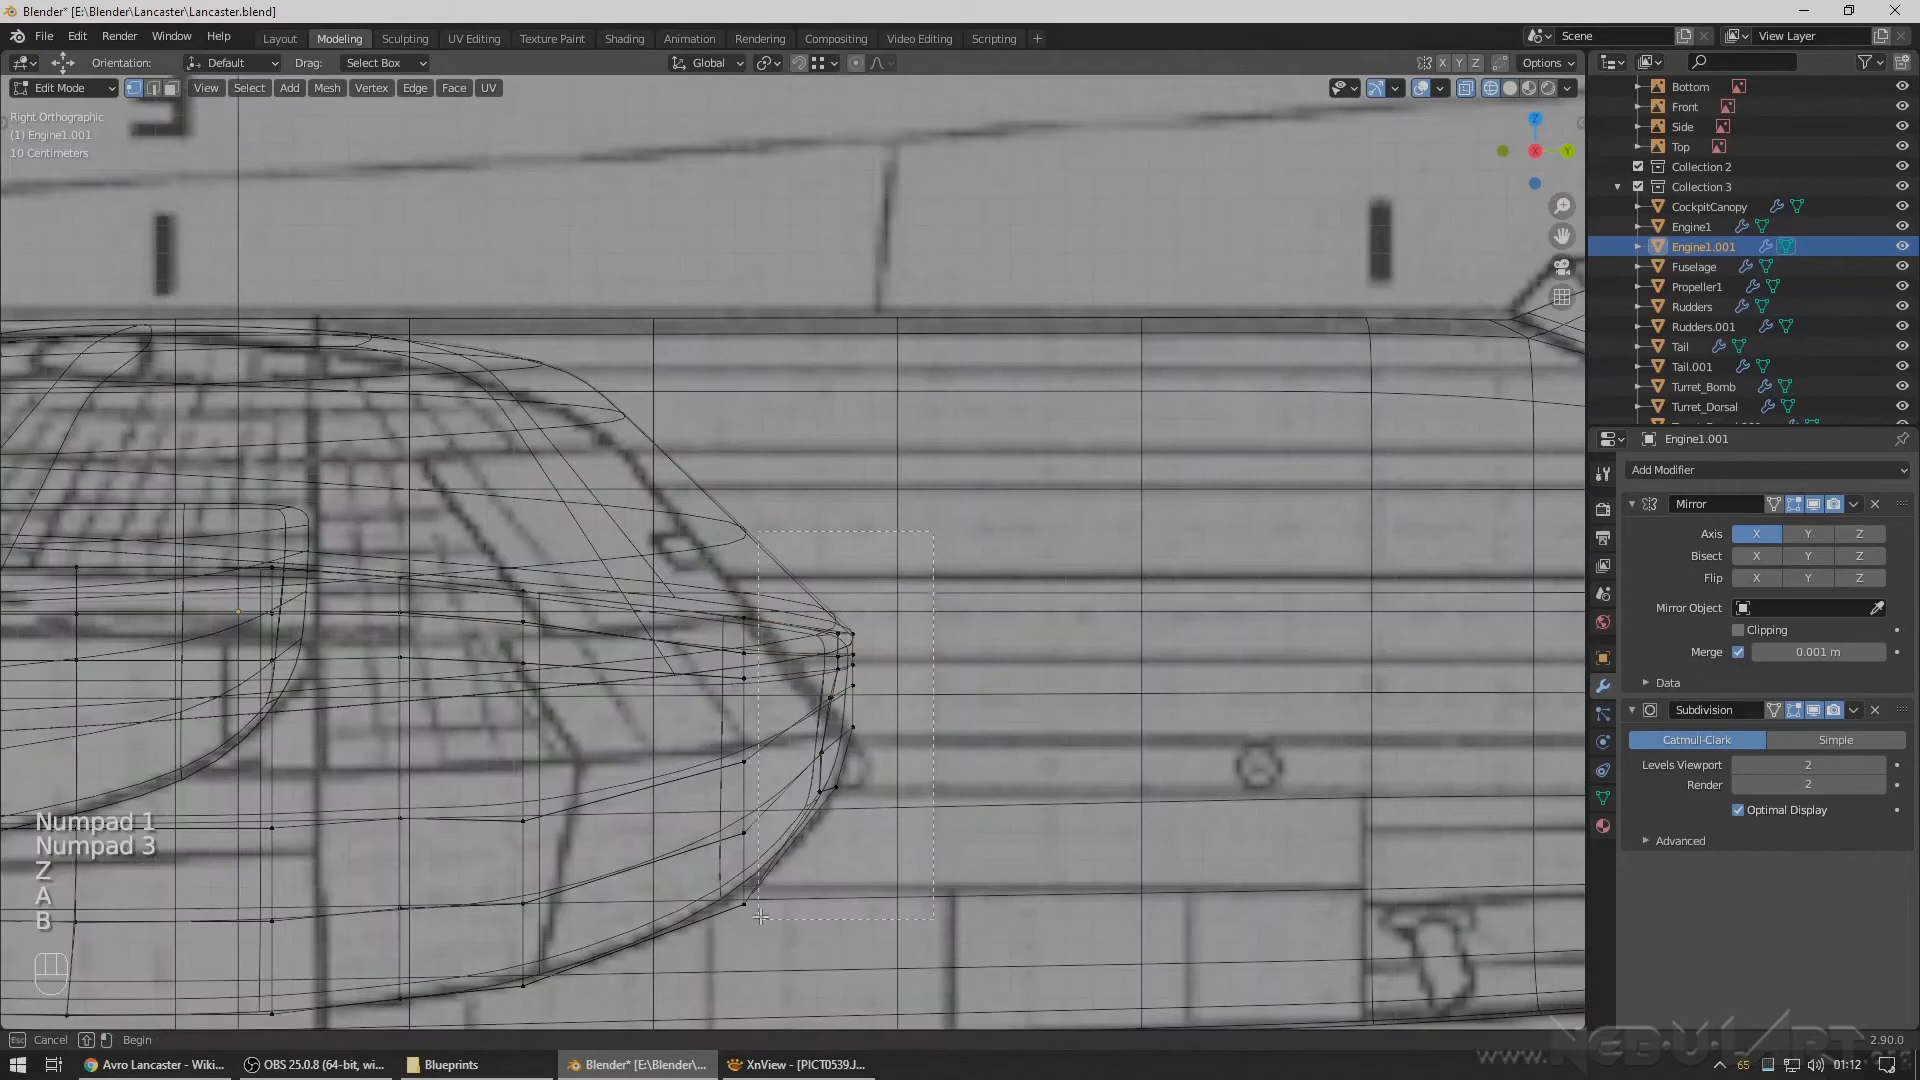 Blender* [E:\Blender\Lancaster\Lancaster.blend]
File Edit Render Window Help Layout Modeling Sculpting UV Editing Texture Paint Shading Animation Rendering Compositing Video Editing Scripting + Scene View Layer
Orientation: Default Drag: Select Box Global X Y Z Options
Edit Mode View Select Add Mesh Vertex Edge Face UV
Right Orthographic
(1) Engine1.001
10 Centimeters
Z
X
Y
Bottom
Front
Side
Top
Collection 2
Collection 3
CockpitCanopy
Engine1
Engine1.001
Fuselage
Propeller1
Rudders
Rudders.001
Tail
Tail.001
Turret_Bomb
Turret_Dorsal
Engine1.001
Add Modifier
Mirror
Axis X Y Z
Bisect X Y Z
Flip X Y Z
Mirror Object
Clipping
Merge 0.001 m
Data
Subdivision
Catmull-Clark Simple
Levels Viewport 2
Render 2
Optimal Display
Advanced
Numpad 1
Numpad 3
Z
A
B
Esc Cancel Begin 2.90.0
Avro Lancaster - Wiki... OBS 25.0.8 (64-bit, wi... Blueprints Blender* [E:\Blender\... XnView - [PICT0539.J... 65 01:12